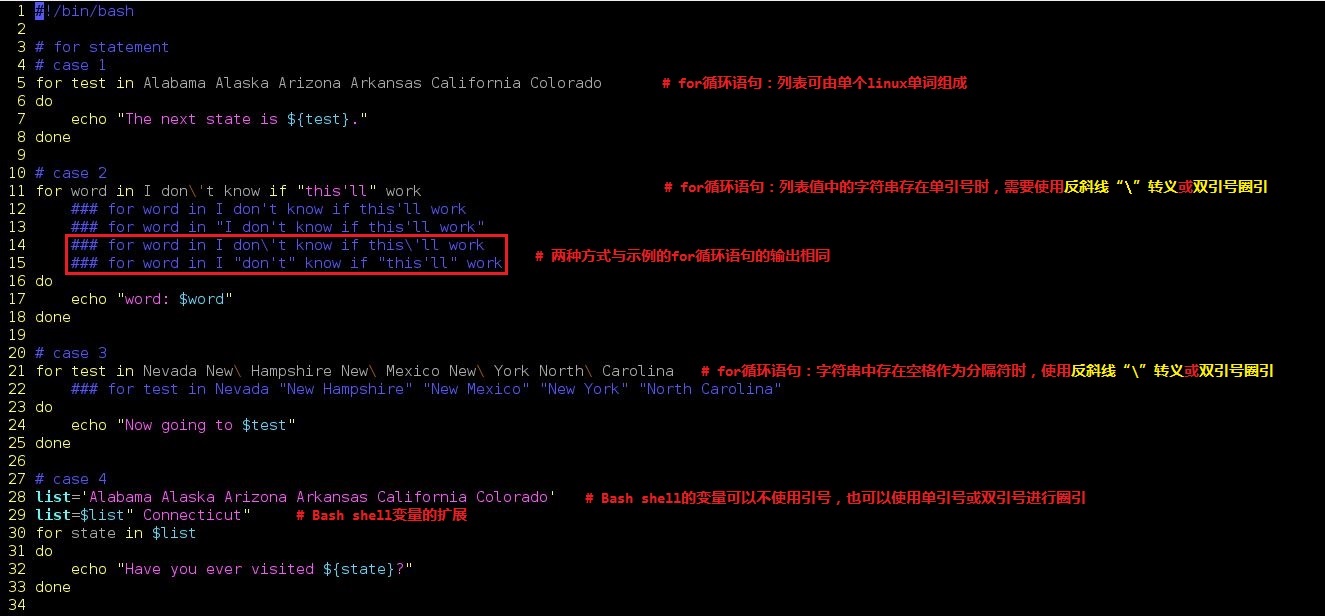 1 #!/bin/bash
2
3 # for statement
4 # case 1
5 for test in Alabama Alaska Arizona Arkansas California Colorado # for循环语句：列表可由单个linux单词组成
6 do
7     echo "The next state is ${test}."
8 done
9
10 # case 2
11 for word in I don\'t know if "this'll" work # for循环语句：列表值中的字符串存在单引号时，需要使用反斜线“\”转义或双引号圈引
12     ### for word in I don't know if this'll work
13     ### for word in "I don't know if this'll work"
14     ### for word in I don\'t know if this\'ll work
15     ### for word in I "don't" know if "this'll" work # 两种方式与示例的for循环语句的输出相同
16 do
17     echo "word: $word"
18 done
19
20 # case 3
21 for test in Nevada New\ Hampshire New\ Mexico New\ York North\ Carolina # for循环语句：字符串中存在空格作为分隔符时，使用反斜线“\”转义或双引号圈引
22     ### for test in Nevada "New Hampshire" "New Mexico" "New York" "North Carolina"
23 do
24     echo "Now going to $test"
25 done
26
27 # case 4
28 list='Alabama Alaska Arizona Arkansas California Colorado' # Bash shell的变量可以不使用引号，也可以使用单引号或双引号进行圈引
29 list=$list" Connecticut" # Bash shell变量的扩展
30 for state in $list
31 do
32     echo "Have you ever visited ${state}?"
33 done
34